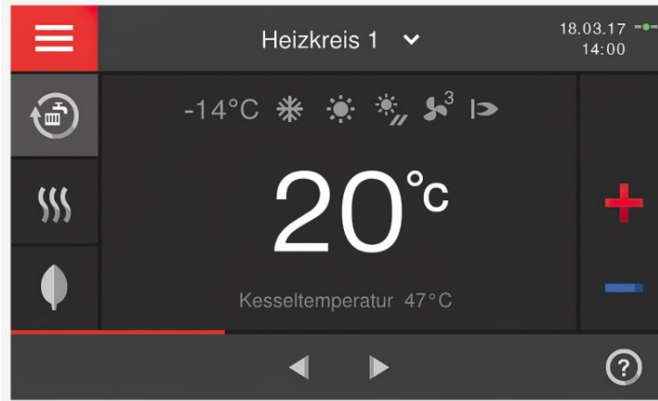 Heizkreis 1
18.03.17
14:00
-14°C
3
20°C
Kesseltemperatur 47°C
?